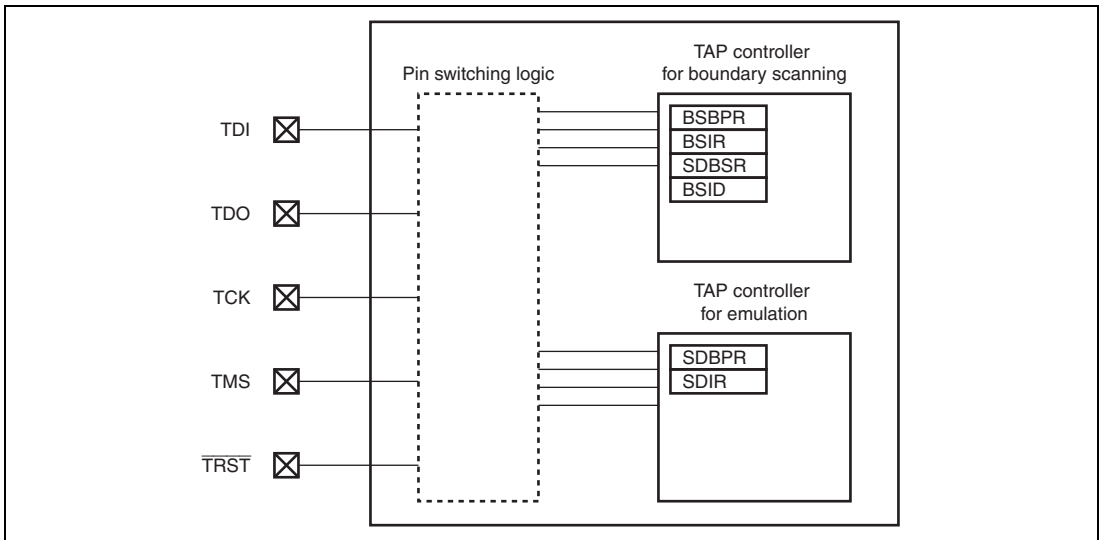 TAP controller
for boundary scanning
Pin switching logic
BSBPR
BSIR
SDBSR
BSID
TDI
TDO
TCK
TMS
TRST
TAP controller
for emulation
SDBPR
SDIR